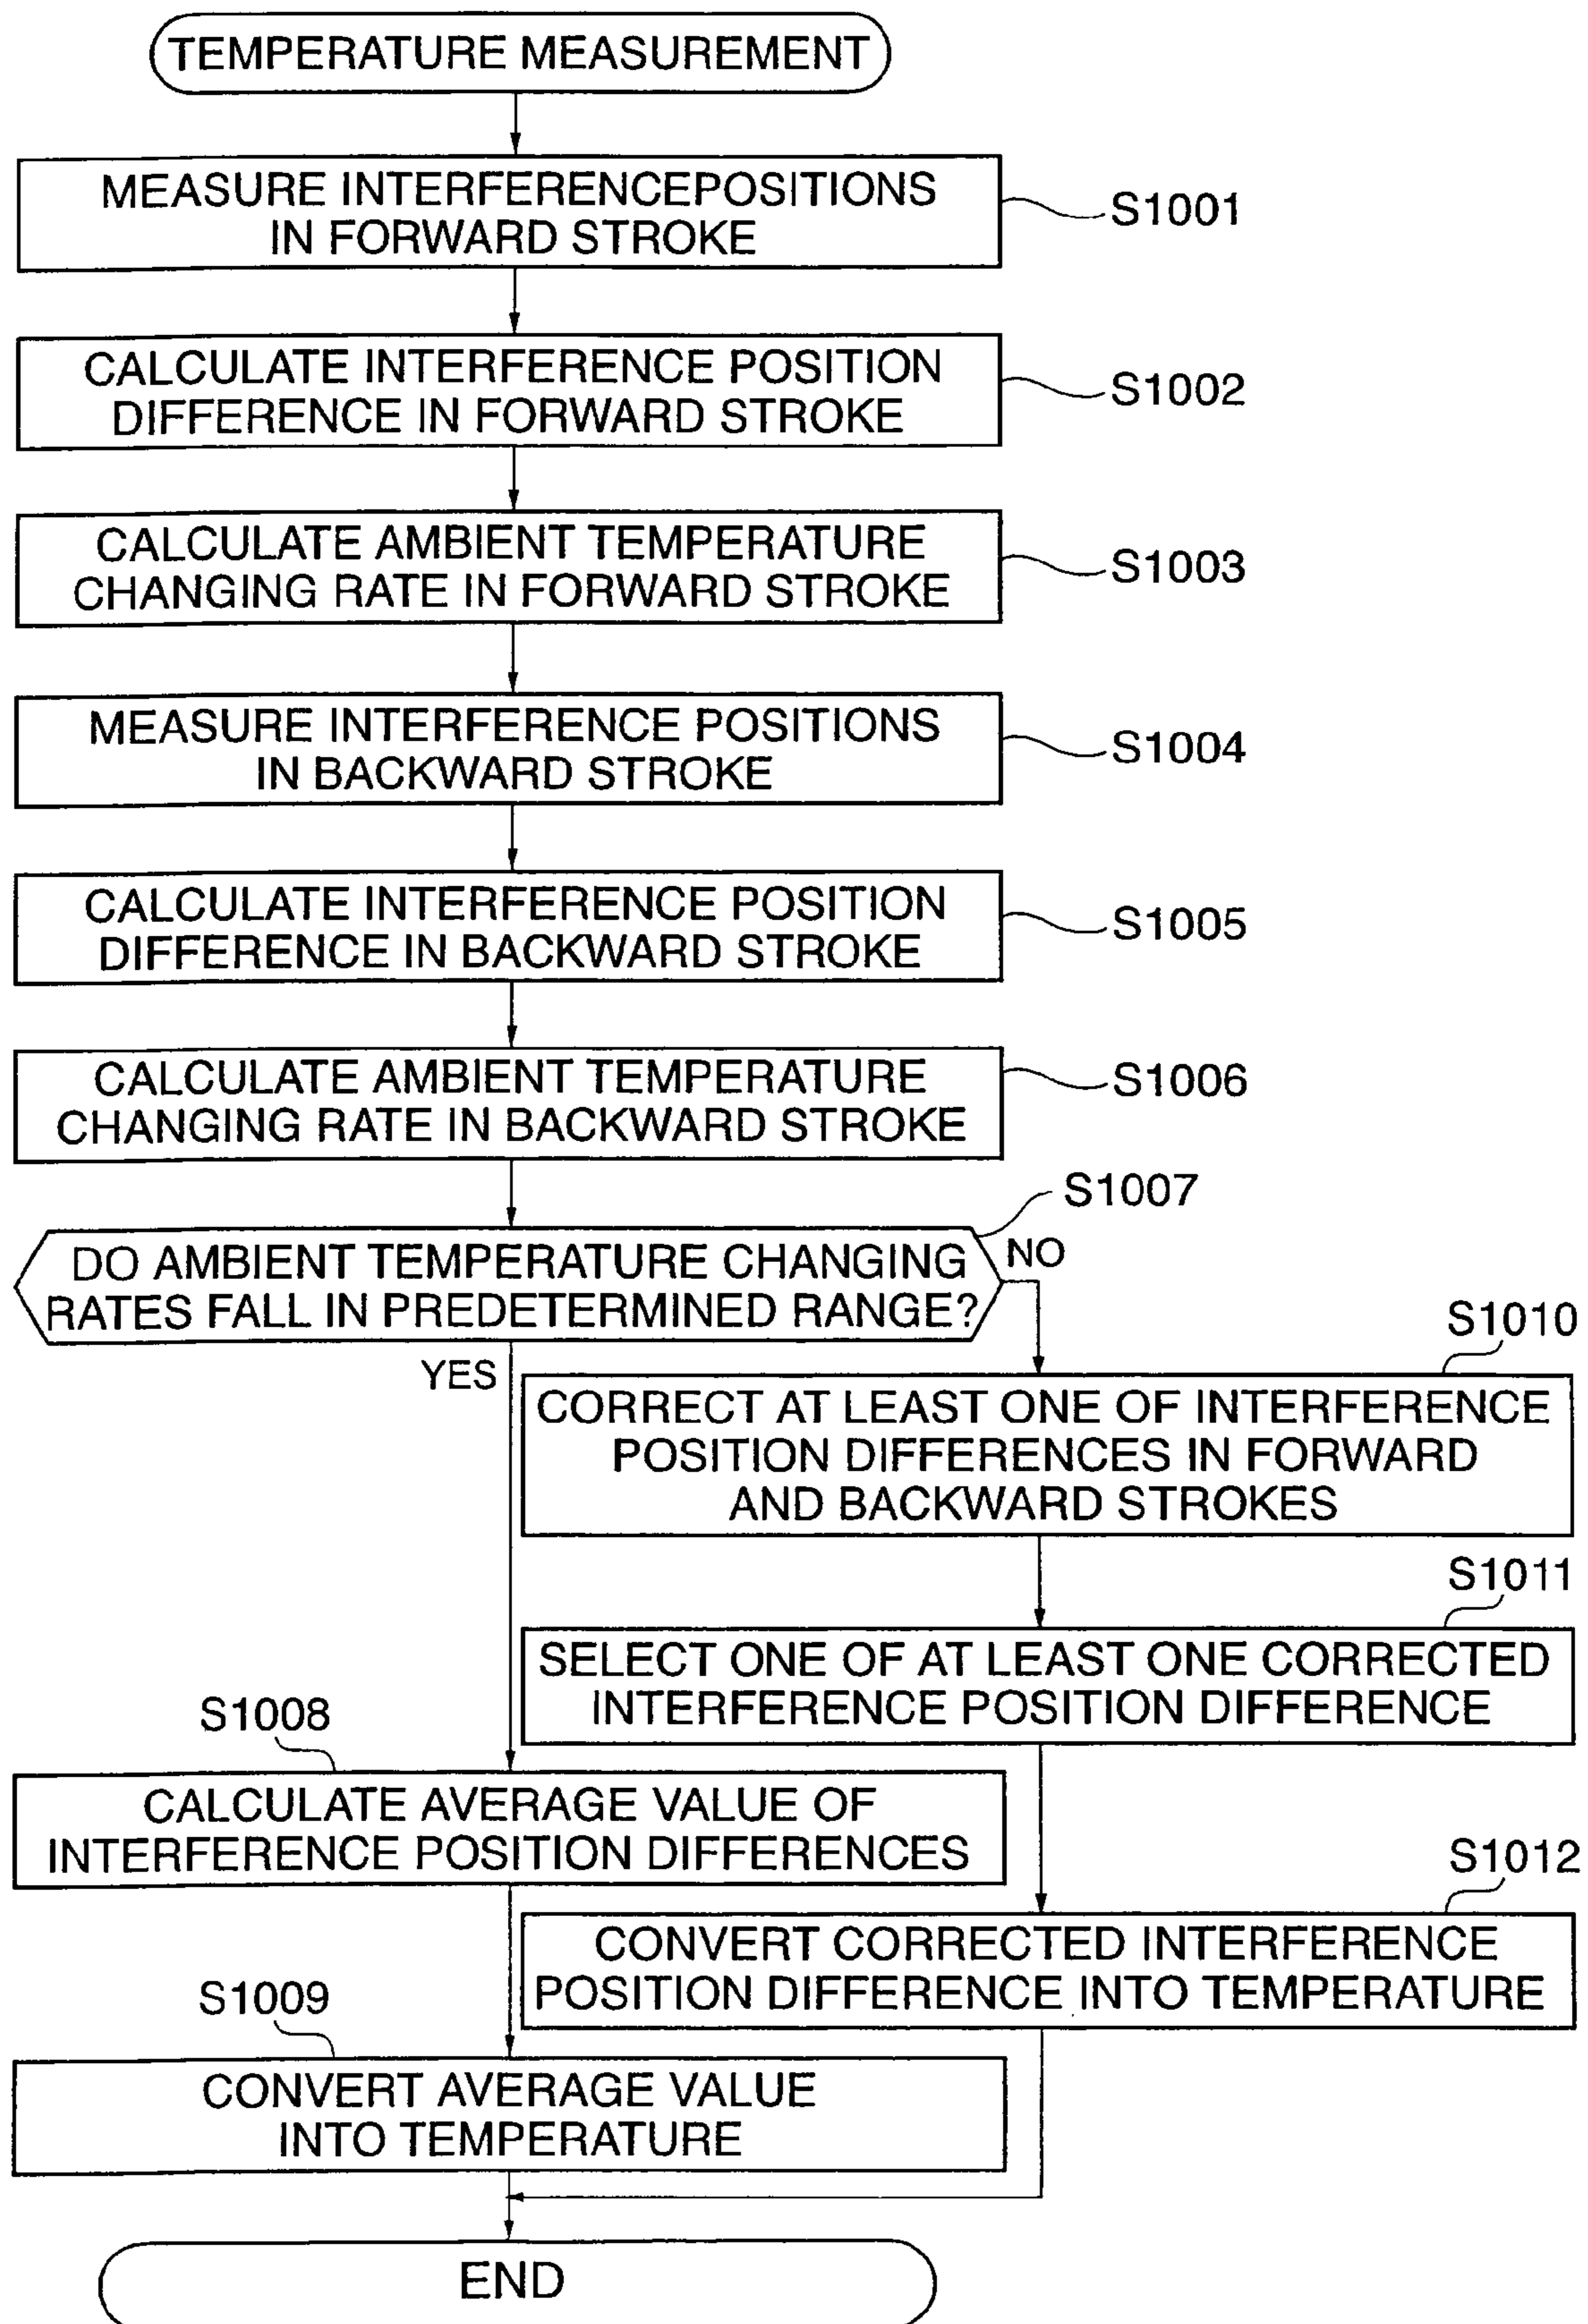 TEMPERATURE MEASUREMENT
MEASURE INTERFERENCEPOSITIONS
IN FORWARD STROKE
S1001
CALCULATE INTERFERENCE POSITION
DIFFERENCE IN FORWARD STROKE
S1002
CALCULATE AMBIENT TEMPERATURE
CHANGING RATE IN FORWARD STROKE
S1003
MEASURE INTERFERENCE POSITIONS
IN BACKWARD STROKE
S1004
CALCULATE INTERFERENCE POSITION
DIFFERENCE IN BACKWARD STROKE
S1005
CALCULATE AMBIENT TEMPERATURE
CHANGING RATE IN BACKWARD STROKE
S1006
S1007
DO AMBIENT TEMPERATURE CHANGING
RATES FALL IN PREDETERMINED RANGE?
NO
YES
S1010
CORRECT AT LEAST ONE OF INTERFERENCE
POSITION DIFFERENCES IN FORWARD
AND BACKWARD STROKES
S1011
SELECT ONE OF AT LEAST ONE CORRECTED
INTERFERENCE POSITION DIFFERENCE
S1008
CALCULATE AVERAGE VALUE OF
INTERFERENCE POSITION DIFFERENCES
S1012
CONVERT CORRECTED INTERFERENCE
POSITION DIFFERENCE INTO TEMPERATURE
S1009
CONVERT AVERAGE VALUE
INTO TEMPERATURE
END